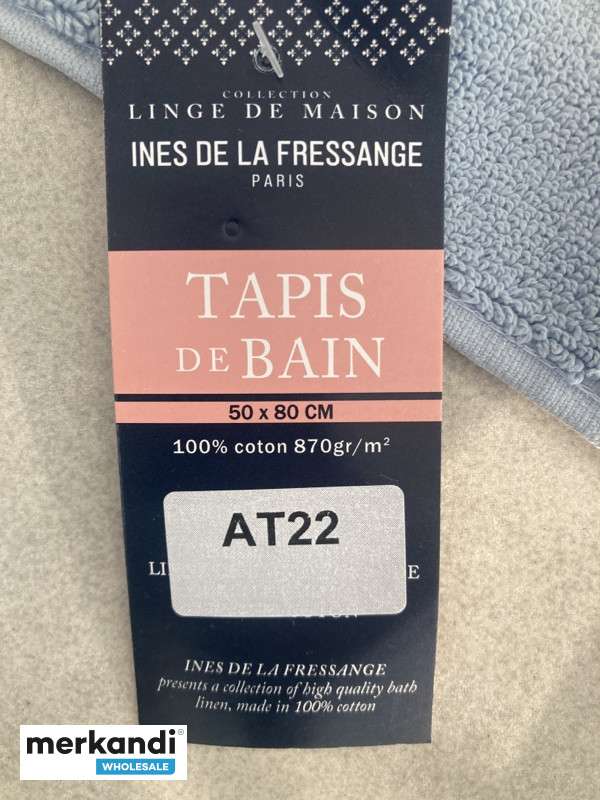 COLLECTION
LINGE DE MAISON
INES DE LA FRESSANGE
PARIS
TAPIS
DE BAIN
50 x 80 CM
100% coton 870gr/m²
AT22
LI
E
INES DE LA FRESSANGE
presents a collection of high quality bath
linen, made in 100% cotton
merkandi®
WHOLESALE